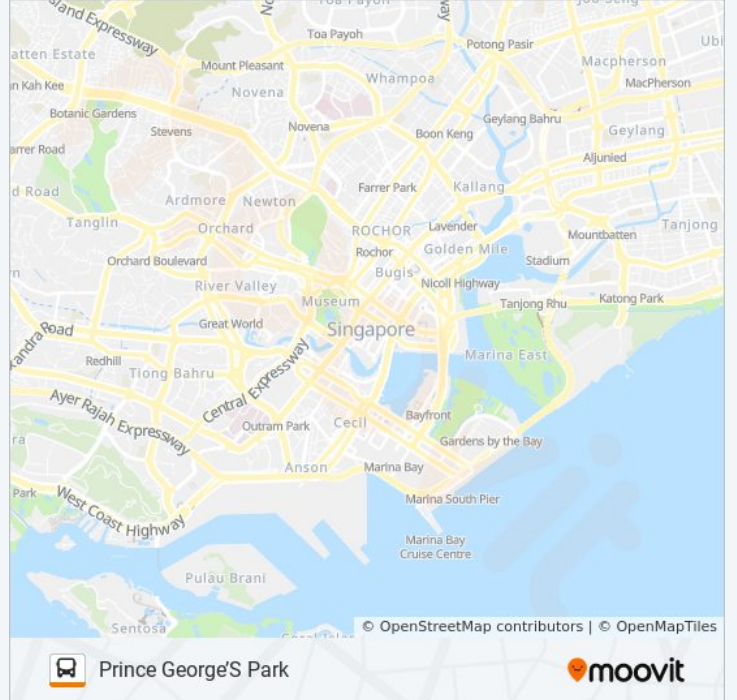 Toa Payoh
Joo Seng
Island Expressway
Toa Payoh
Potong Pasir
Ubi
atten Estate
Mount Pleasant
Macpherson
Whampoa
n Kah Kee
Novena
MacPherson
Botanic Gardens
Stevens
Novena
Boon Keng
Geylang Bahru
Geylang
arrer Road
Aljunied
d Road
Farrer Park
Kallang
Ardmore
Newton
Tanglin
Orchard
ROCHOR
Lavender
Tanjong
Mountbatten
Rochor
Golden Mile
Orchard Boulevard
Stadium
Bugis
River Valley
Nicoll Highway
Museum
Tanjong Rhu
Katong Park
Great World
Singapore
xandra Road
Redhill
Marina East
Tiong Bahru
Central Expressway
Ayer Rajah Expressway
Bayfront
Outram Park
Cecil
Gardens by the Bay
Anson
Marina Bay
Park
Marina South Pier
West Coast Highway
Marina Bay
Cruise Centre
Pulau Brani
Sentosa
© OpenStreetMap contributors | © OpenMapTiles
Prince George’S Park
moovit